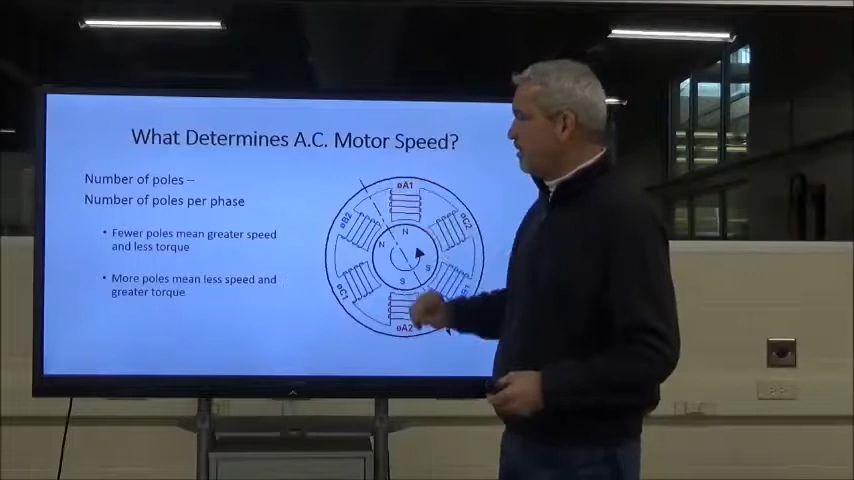 What Determines A.C. Motor Speed?
Number of poles –
Number of poles per phase
• Fewer poles mean greater speed
and less torque
• More poles mean less speed and
greater torque
øA1
øB2
øC2
N
N
S
S
øC1
øA2